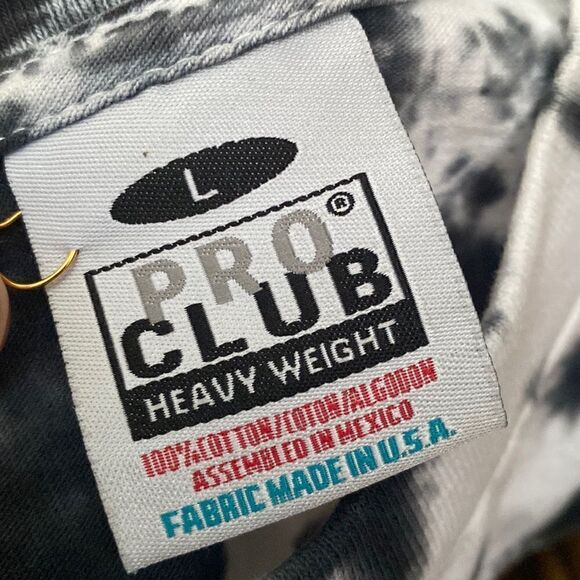 L
PRO®
CLUB
HEAVY WEIGHT
100%COTTON/COTON/ALGODON
ASSEMBLED IN MEXICO
FABRIC MADE IN U.S.A.